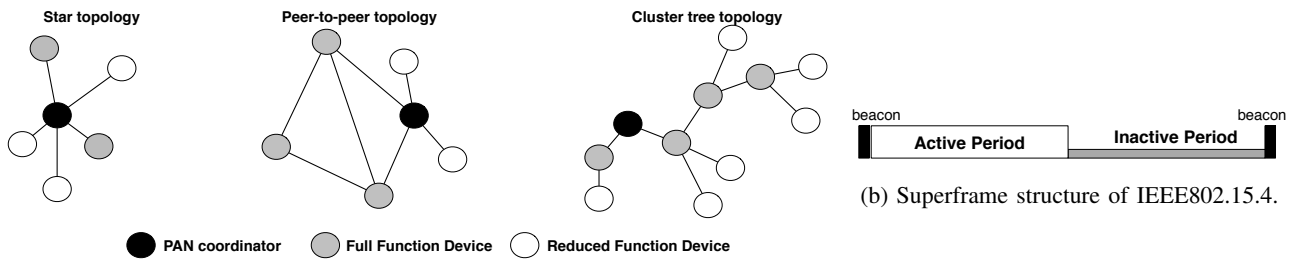 Star topology
Peer-to-peer topology
Cluster tree topology
beacon
beacon
Active Period
Inactive Period
(b) Superframe structure of IEEE802.15.4.
PAN coordinator
Full Function Device
Reduced Function Device